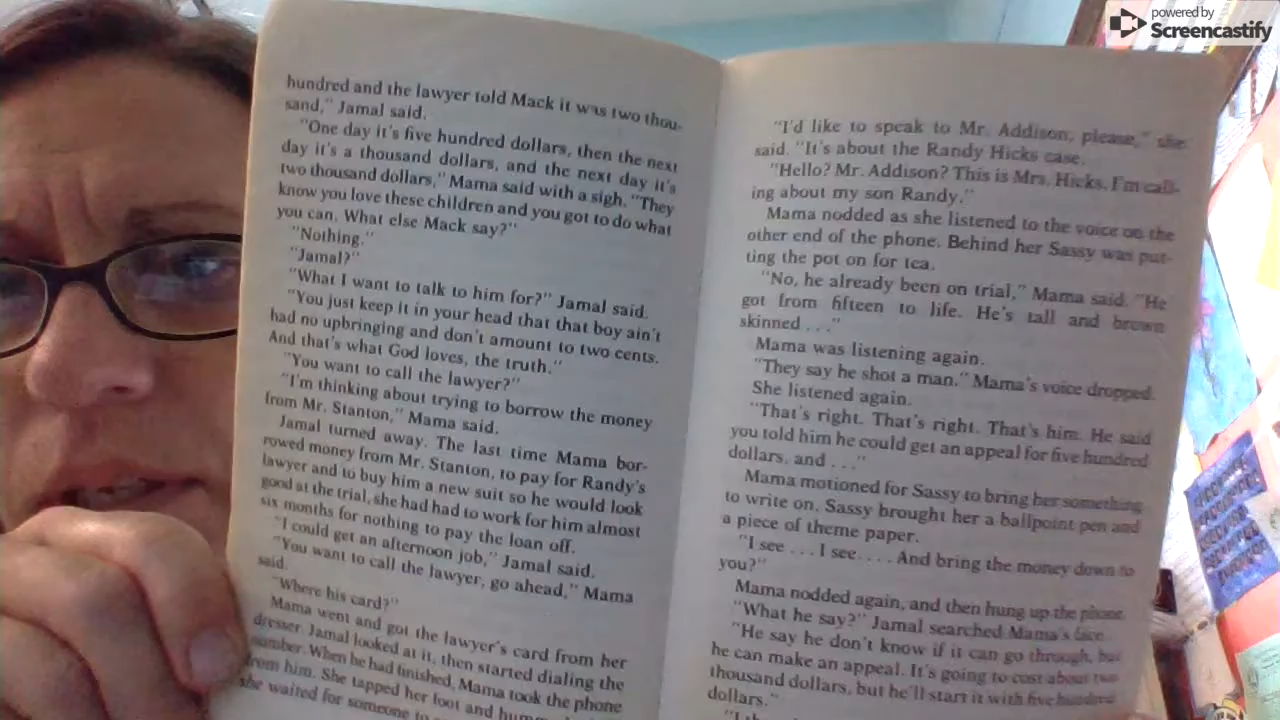 powered by
Screencastify
hundred and the lawyer told Mack it was two thou-
sand," Jamal said.
"One day it's five hundred dollars, then the next
day it's a thousand dollars, and the next day it's
two thousand dollars," Mama said with a sigh. "They
know you love these children and you got to do what
you can. What else Mack say?"
"Nothing."
"Jamal?"
"What I want to talk to him for?" Jamal said.
"You just keep it in your head that that boy ain't
had no upbringing and don't amount to two cents.
And that's what God loves, the truth."
"You want to call the lawyer?"
"I'm thinking about trying to borrow the money
from Mr. Stanton," Mama said.
Jamal turned away. The last time Mama bor-
rowed money from Mr. Stanton, to pay for Randy's
lawyer and to buy him a new suit so he would look
good at the trial, she had had to work for him almost
six months for nothing to pay the loan off.
"I could get an afternoon job," Jamal said.
"You want to call the lawyer, go ahead," Mama
said.
"Where his card?"
Mama went and got the lawyer's card from her
dresser. Jamal looked at it, then started dialing the
number. When he had finished, Mama took the phone
from him. She tapped her foot and
she waited for someone to
"I'd like to speak to Mr. Addison, please," she
said. "It's about the Randy Hicks case.
"Hello? Mr. Addison? This is Mrs. Hicks. I'm call-
ing about my son Randy."
Mama nodded as she listened to the voice on the
other end of the phone. Behind her Sassy was put-
ting the pot on for tea.
"No, he already been on trial," Mama said. "He
got from fifteen to life. He's tall and brown
skinned . . ."
Mama was listening again.
"They say he shot a man." Mama's voice dropped.
She listened again.
"That's right. That's right. That's him. He said
you told him he could get an appeal for five hundred
dollars, and . . ."
Mama motioned for Sassy to bring her something
to write on. Sassy brought her a ballpoint pen and
a piece of theme paper.
"I see . . . I see. . . . And bring the money down to
you?"
Mama nodded again, and then hung up the phone.
"What he say?" Jamal searched Mama's face.
"He say he don't know if it can go through, but
he can make an appeal. It's going to cost about two
thousand dollars, but he'll start it with five hundred
dollars."